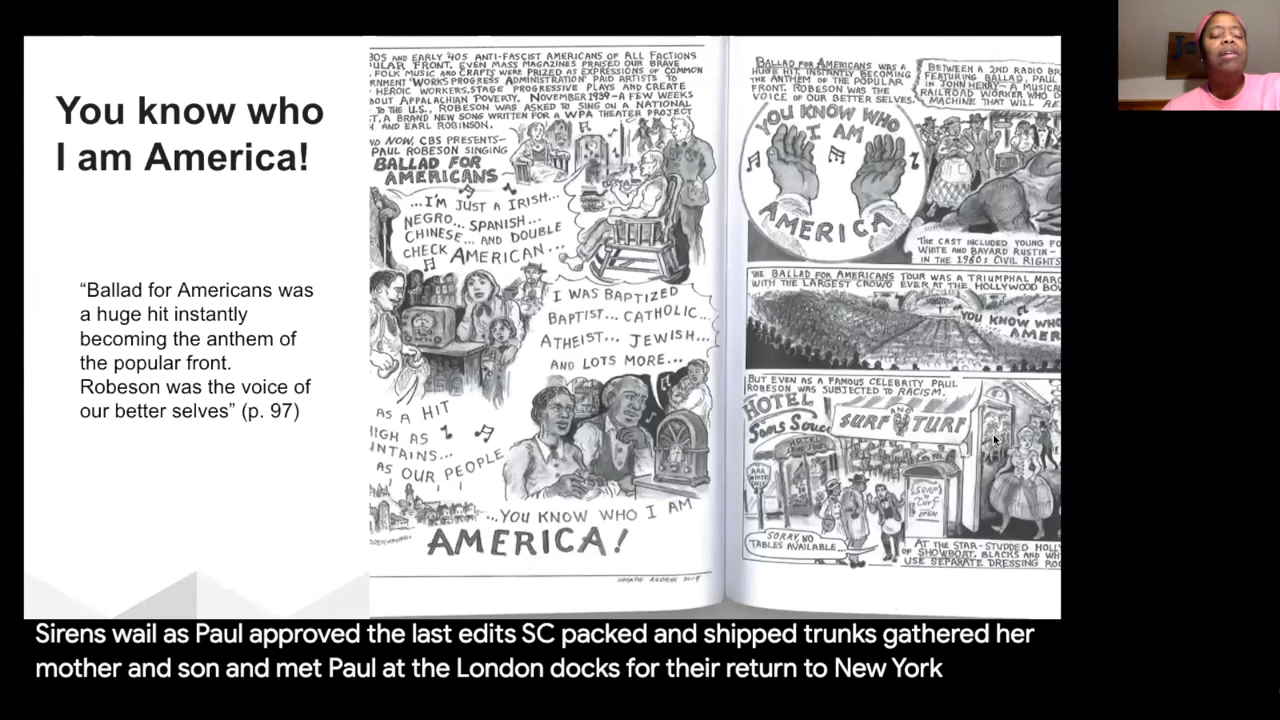 You know who
I am America!
“Ballad for Americans was
a huge hit instantly
becoming the anthem of
the popular front.
Robeson was the voice of
our better selves” (p. 97)
30S AND EARLY '40S ANTI-FASCIST AMERICANS OF ALL FACTIONS
ULAR FRONT. EVEN MASS MAGAZINES PRAISED OUR BRAVE
. FOLK MUSIC AND CRAFTS WERE PRIZED AS EXPRESSIONS OF COMMON
RNMENT 'WORKS PROGRESS ADMINISTRATION' PAID ARTISTS TO
HEROIC WORKERS, STAGE PROGRESSIVE PLAYS AND CREATE
BOUT APPALACHIAN POVERTY. NOVEMBER 1939 – A FEW WEEKS
TO THE U.S., ROBESON WAS ASKED TO SING ON A NATIONAL
T, A BRAND NEW SONG WRITTEN FOR A WPA THEATER PROJECT
AND EARL ROBINSON.
ND NOW, CBS PRESENTS–
PAUL ROBESON SINGING
BALLAD FOR
AMERICANS
...I'M JUST A IRISH...
NEGRO... SPANISH...
CHINESE... AND DOUBLE
CHECK AMERICAN...
I WAS BAPTIZED
BAPTIST... CATHOLIC...
ATHEIST... JEWISH...
AND LOTS MORE...
AS A HIT
HIGH AS
NTAINS...
AS OUR PEOPLE
...YOU KNOW WHO I AM
AMERICA!
BALLAD FOR AMERICANS WAS A
HUGE HIT, INSTANTLY BECOMING
THE ANTHEM OF THE POPULAR
FRONT. ROBESON WAS THE
VOICE OF OUR BETTER SELVES.
YOU KNOW WHO
I AM
AMERICA
BETWEEN A 2ND RADIO BR
FEATURING BALLAD, PAUL
IN JOHN HENRY – A MUSICAL
RAILROAD WORKER WHO D
MACHINE THAT WILL RE
THE CAST INCLUDED YOUNG FO
WHITE AND BAYARD RUSTIN –
IN THE 1960s CIVIL RIGHTS
THE BALLAD FOR AMERICANS TOUR WAS A TRIUMPHAL MARC
WITH THE LARGEST CROWD EVER AT THE HOLLYWOOD BOW
YOU KNOW WHO
AMER
BUT EVEN AS A FAMOUS CELEBRITY PAUL
ROBESON WAS SUBJECTED TO RACISM.
HOTEL
Sans Souci
HOTEL
SURF AND TURF
SURF
Turf
OPEN
SORRY, NO
TABLES AVAILABLE...
AT THE STAR-STUDDED HOLL
OF SHOWBOAT, BLACKS AND WH
USE SEPARATE DRESSING ROO
Sirens wail as Paul approved the last edits SC packed and shipped trunks gathered her
mother and son and met Paul at the London docks for their return to New York